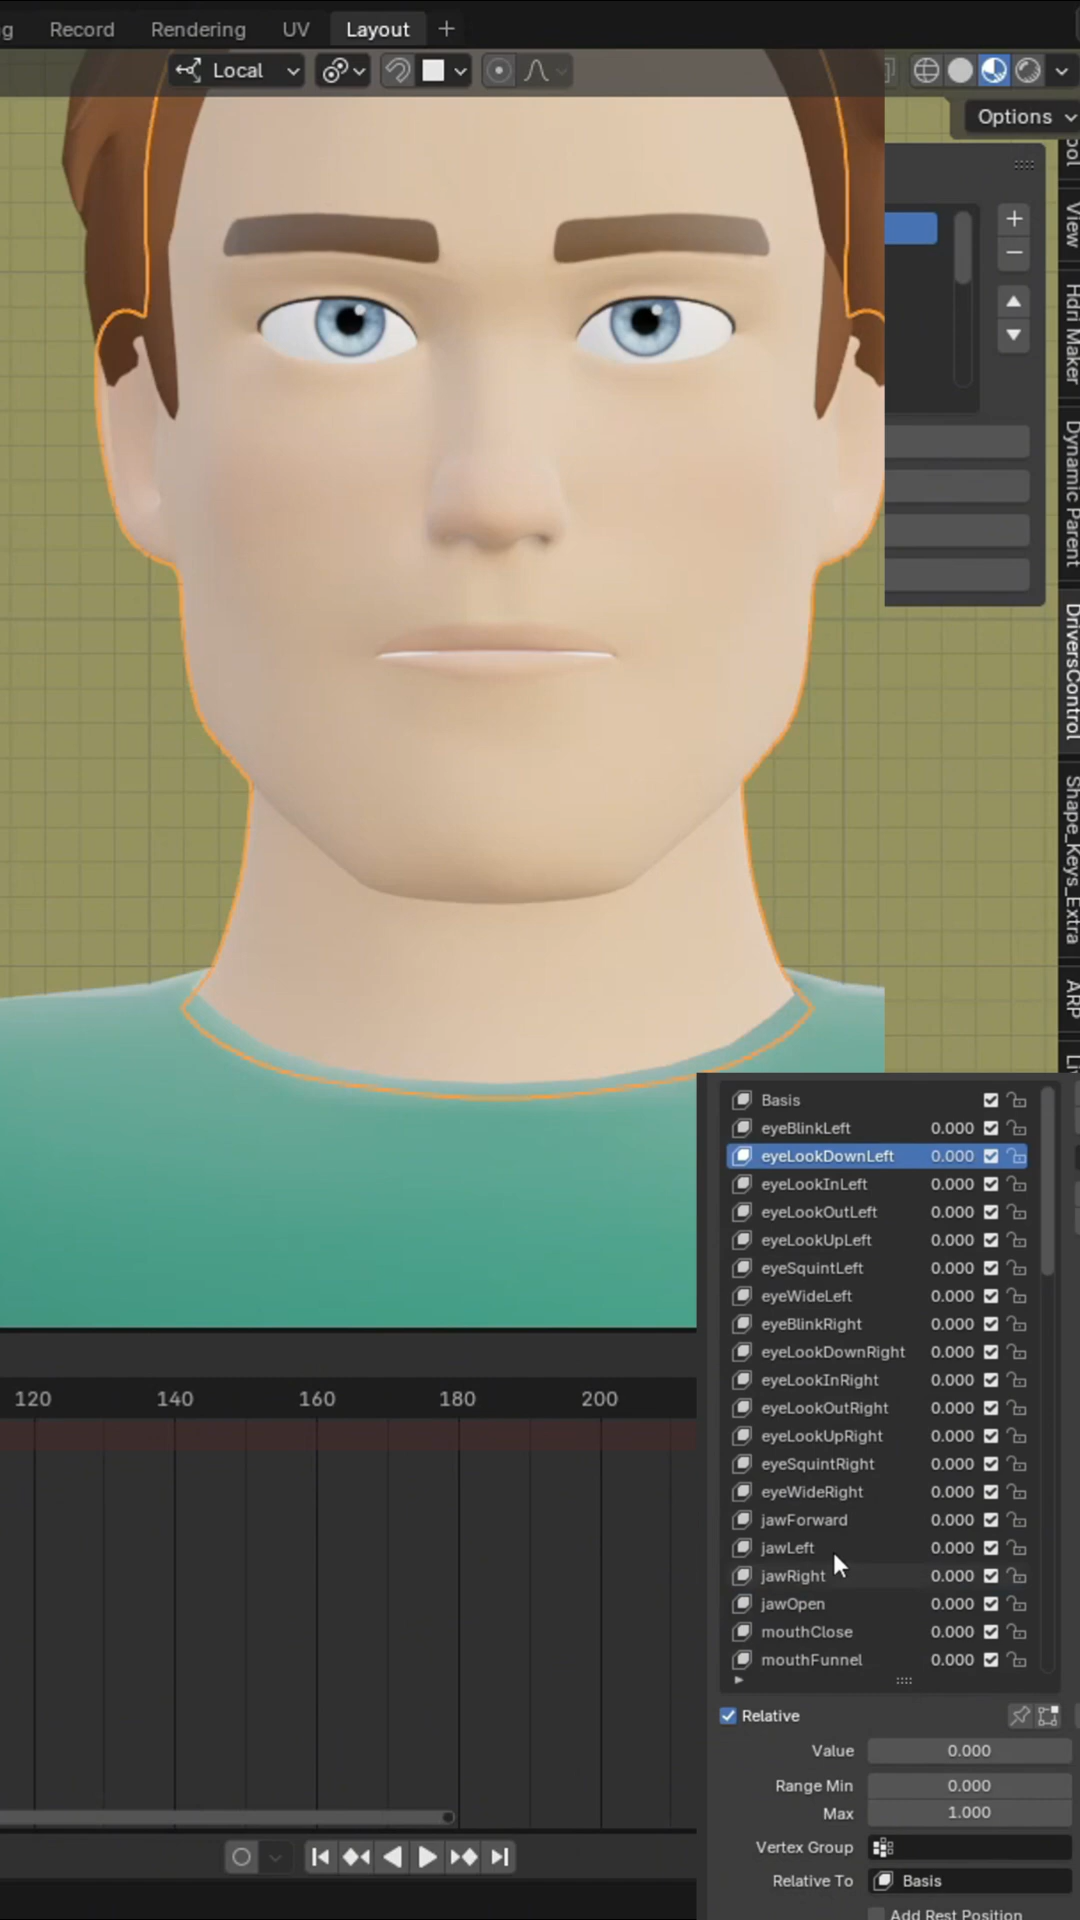 Record
Rendering
UV
Layout
Local
Options
View
Hdri Maker
Dynamic Parent
DriversControl
Shape_Keys_Extra
ARP
Basis
eyeBlinkLeft 0.000
eyeLookDownLeft 0.000
eyeLookInLeft 0.000
eyeLookOutLeft 0.000
eyeLookUpLeft 0.000
eyeSquintLeft 0.000
eyeWideLeft 0.000
eyeBlinkRight 0.000
eyeLookDownRight 0.000
eyeLookInRight 0.000
eyeLookOutRight 0.000
eyeLookUpRight 0.000
eyeSquintRight 0.000
eyeWideRight 0.000
jawForward 0.000
jawLeft 0.000
jawRight 0.000
jawOpen 0.000
mouthClose 0.000
mouthFunnel 0.000
120 140 160 180 200
Relative
Value 0.000
Range Min 0.000
Max 1.000
Vertex Group
Relative To Basis
Add Rest Position